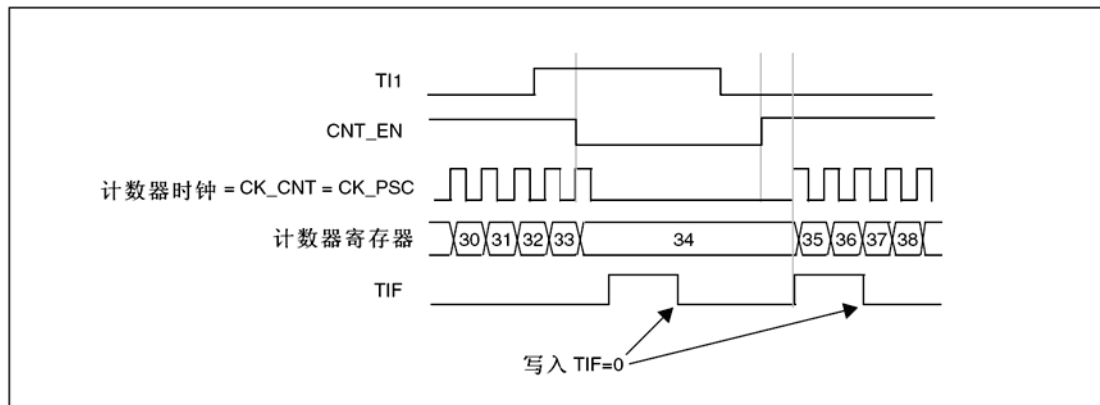 TI1
CNT_EN
计数器时钟 = CK_CNT = CK_PSC
计数器寄存器 30 31 32 33 34 35 36 37 38
TIF
写入 TIF=0